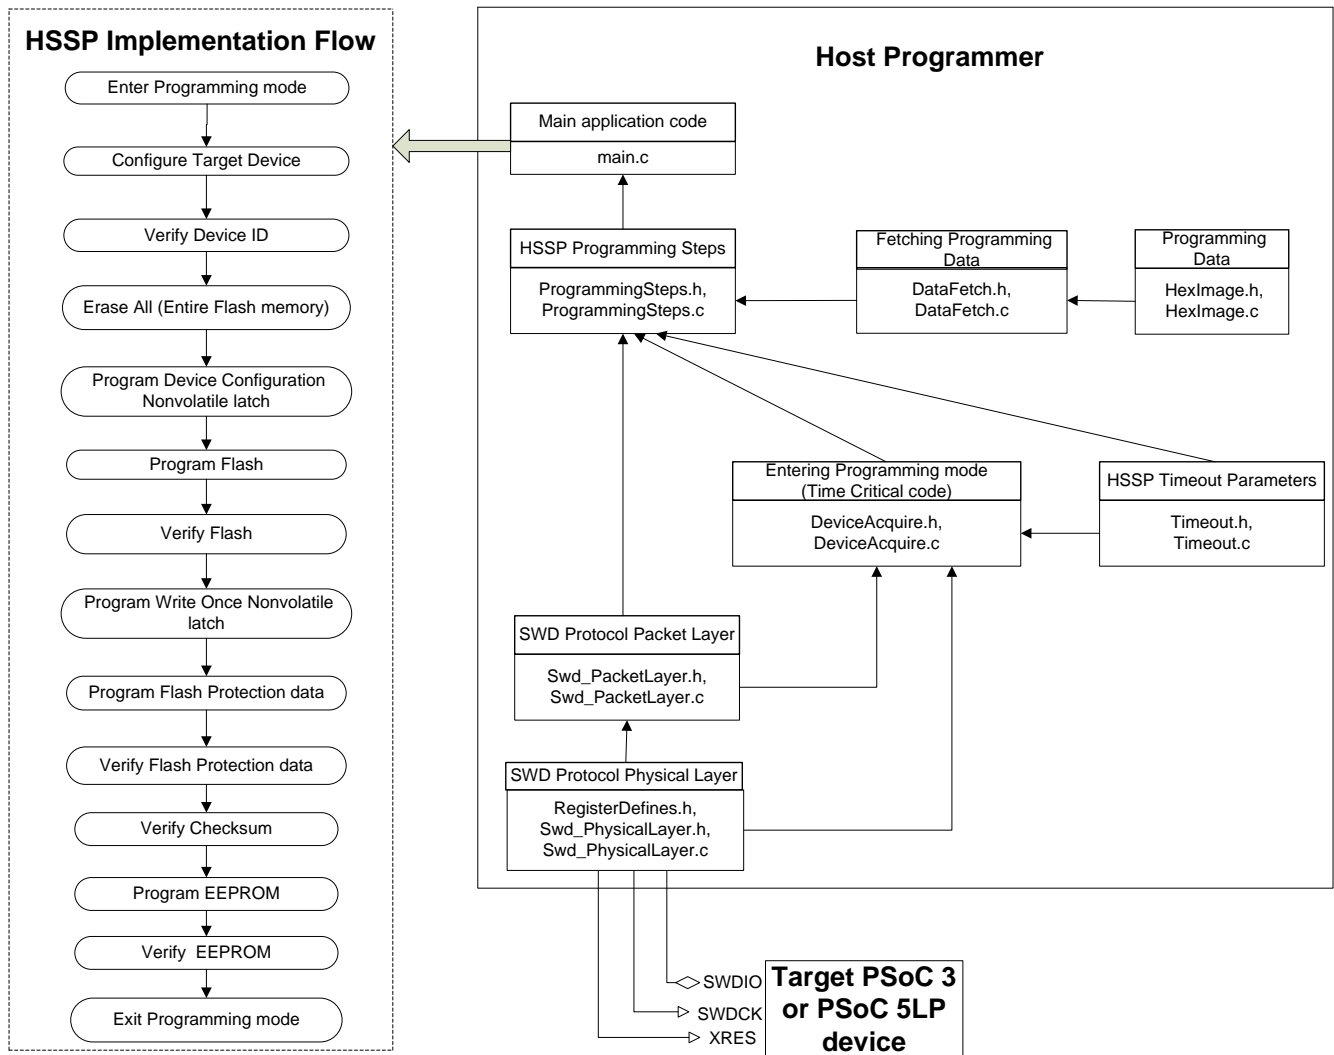 HSSP Implementation Flow
Enter Programming mode
Configure Target Device
Verify Device ID
Erase All (Entire Flash memory)
Program Device Configuration
Nonvolatile latch
Program Flash
Verify Flash
Program Write Once Nonvolatile
latch
Program Flash Protection data
Verify Flash Protection data
Verify Checksum
Program EEPROM
Verify EEPROM
Exit Programming mode
Host Programmer
Main application code
main.c
HSSP Programming Steps
ProgrammingSteps.h,
ProgrammingSteps.c
Fetching Programming
Data
DataFetch.h,
DataFetch.c
Programming
Data
HexImage.h,
HexImage.c
Entering Programming mode
(Time Critical code)
DeviceAcquire.h,
DeviceAcquire.c
HSSP Timeout Parameters
Timeout.h,
Timeout.c
SWD Protocol Packet Layer
Swd_PacketLayer.h,
Swd_PacketLayer.c
SWD Protocol Physical Layer
RegisterDefines.h,
Swd_PhysicalLayer.h,
Swd_PhysicalLayer.c
SWDIO
SWDCK
XRES
Target PSoC 3
or PSoC 5LP
device